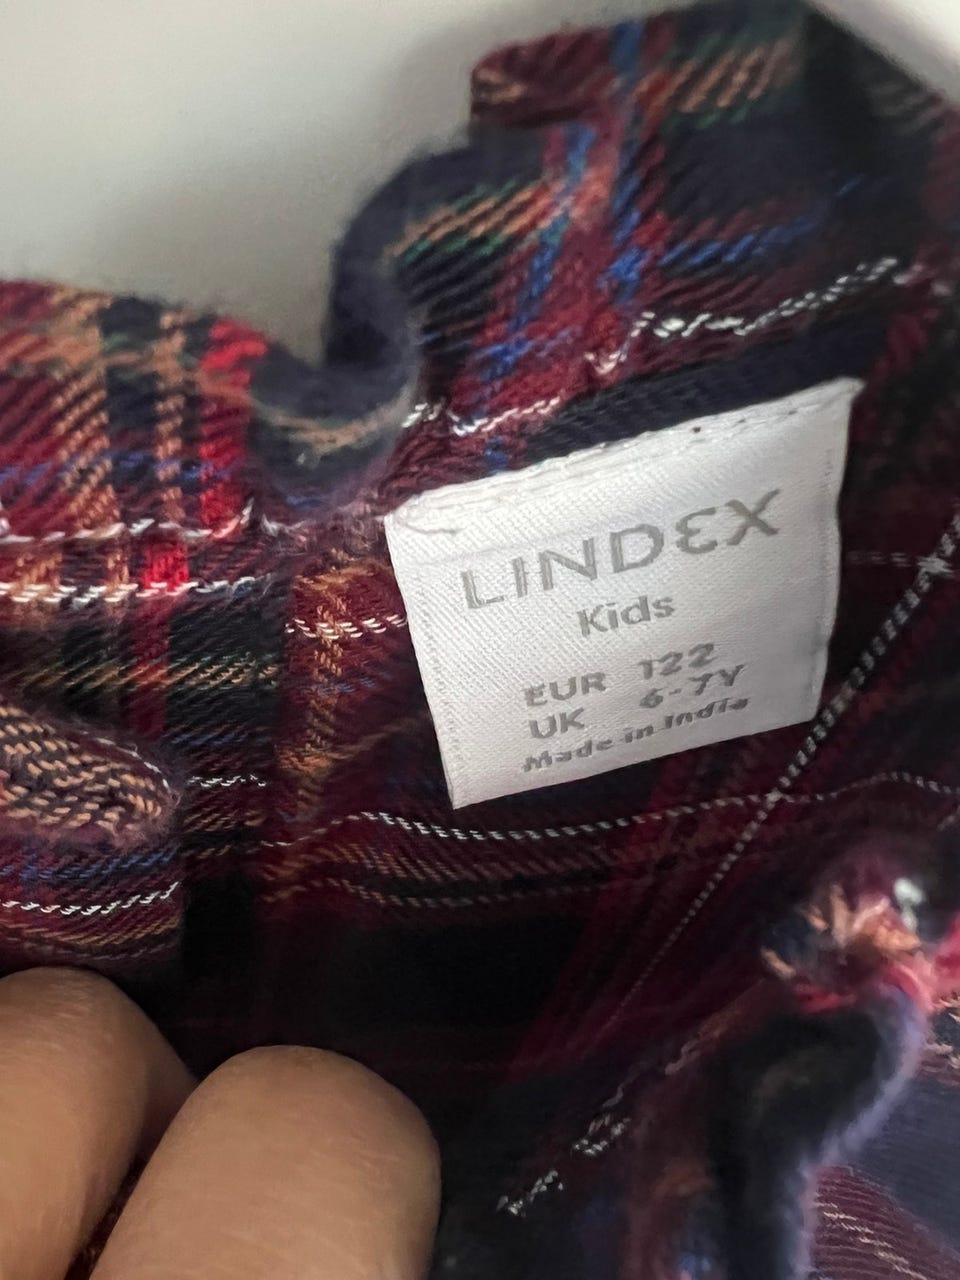 LINDEX
Kids
EUR 122
UK 6-7Y
Made in India